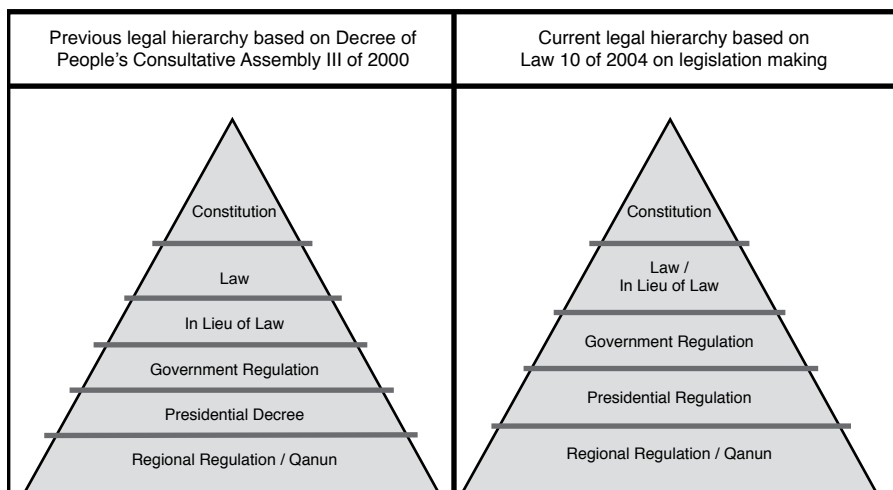 Previous legal hierarchy based on Decree of
People's Consultative Assembly III of 2000
Current legal hierarchy based on
Law 10 of 2004 on legislation making
Constitution
Law
In Lieu of Law
Government Regulation
Presidential Decree
Regional Regulation / Qanun
Constitution
Law /
In Lieu of Law
Government Regulation
Presidential Regulation
Regional Regulation / Qanun